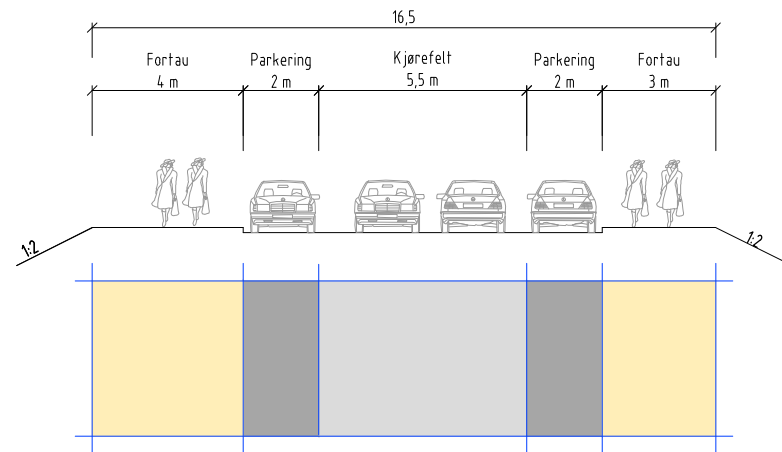 16,5
Fortau
4 m
Parkering
2 m
Kjørefelt
5,5 m
Parkering
2 m
Fortau
3 m
1:2
1:2